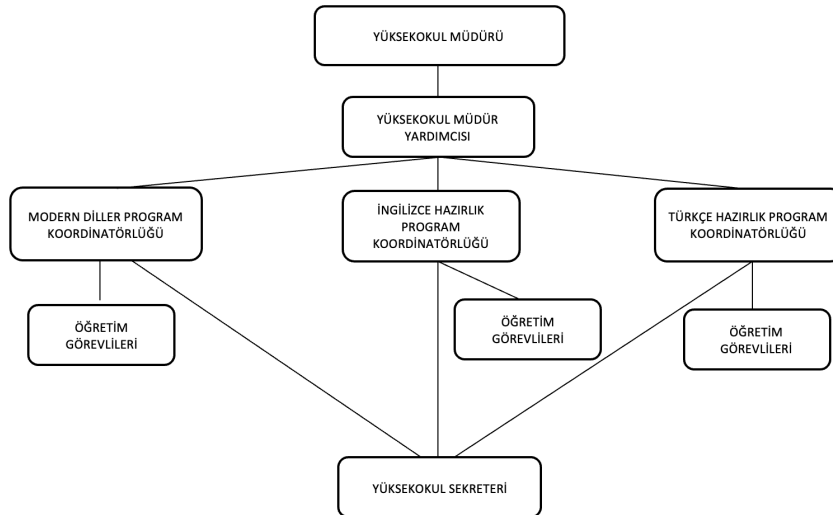 YÜKSEKOKUL MÜDÜRÜ
YÜKSEKOKUL MÜDÜR
YARDIMCISI
MODERN DİLLER PROGRAM
KOORDİNATÖRLÜĞÜ
İNGİLİZCE HAZIRLIK
PROGRAM
KOORDİNATÖRLÜĞÜ
TÜRKÇE HAZIRLIK PROGRAM
KOORDİNATÖRLÜĞÜ
ÖĞRETİM
GÖREVLİLERİ
ÖĞRETİM
GÖREVLİLERİ
ÖĞRETİM
GÖREVLİLERİ
YÜKSEKOKUL SEKRETERİ